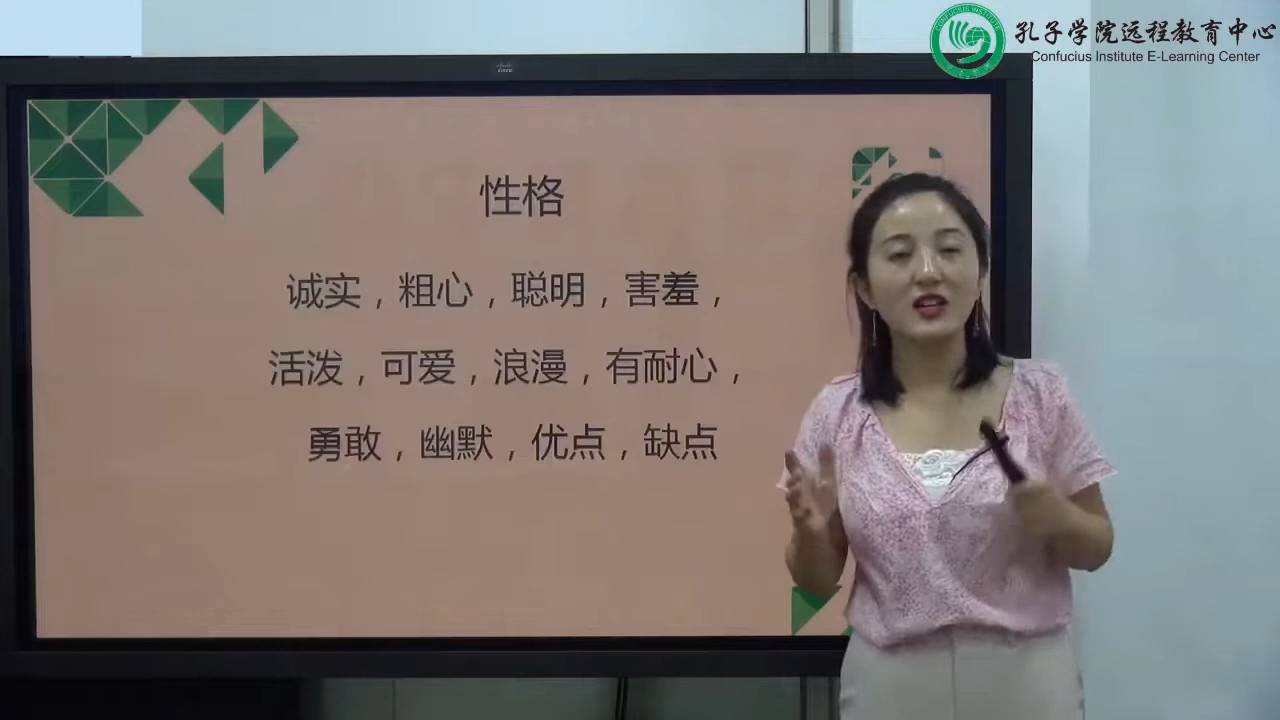 孔子学院远程教育中心
Confucius Institute E-Learning Center
性格
诚实，粗心，聪明，害羞，
活泼，可爱，浪漫，有耐心，
勇敢，幽默，优点，缺点